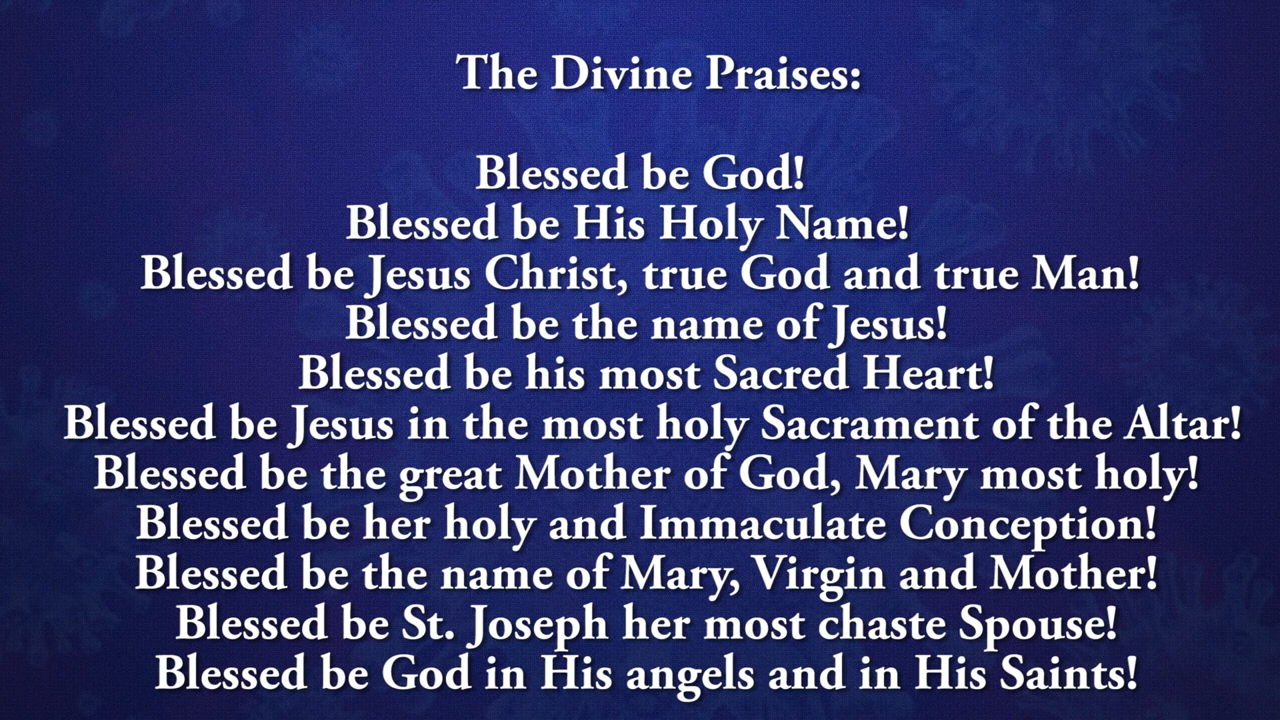 The Divine Praises:
Blessed be God!
Blessed be His Holy Name!
Blessed be Jesus Christ, true God and true Man!
Blessed be the name of Jesus!
Blessed be his most Sacred Heart!
Blessed be Jesus in the most holy Sacrament of the Altar!
Blessed be the great Mother of God, Mary most holy!
Blessed be her holy and Immaculate Conception!
Blessed be the name of Mary, Virgin and Mother!
Blessed be St. Joseph her most chaste Spouse!
Blessed be God in His angels and in His Saints!